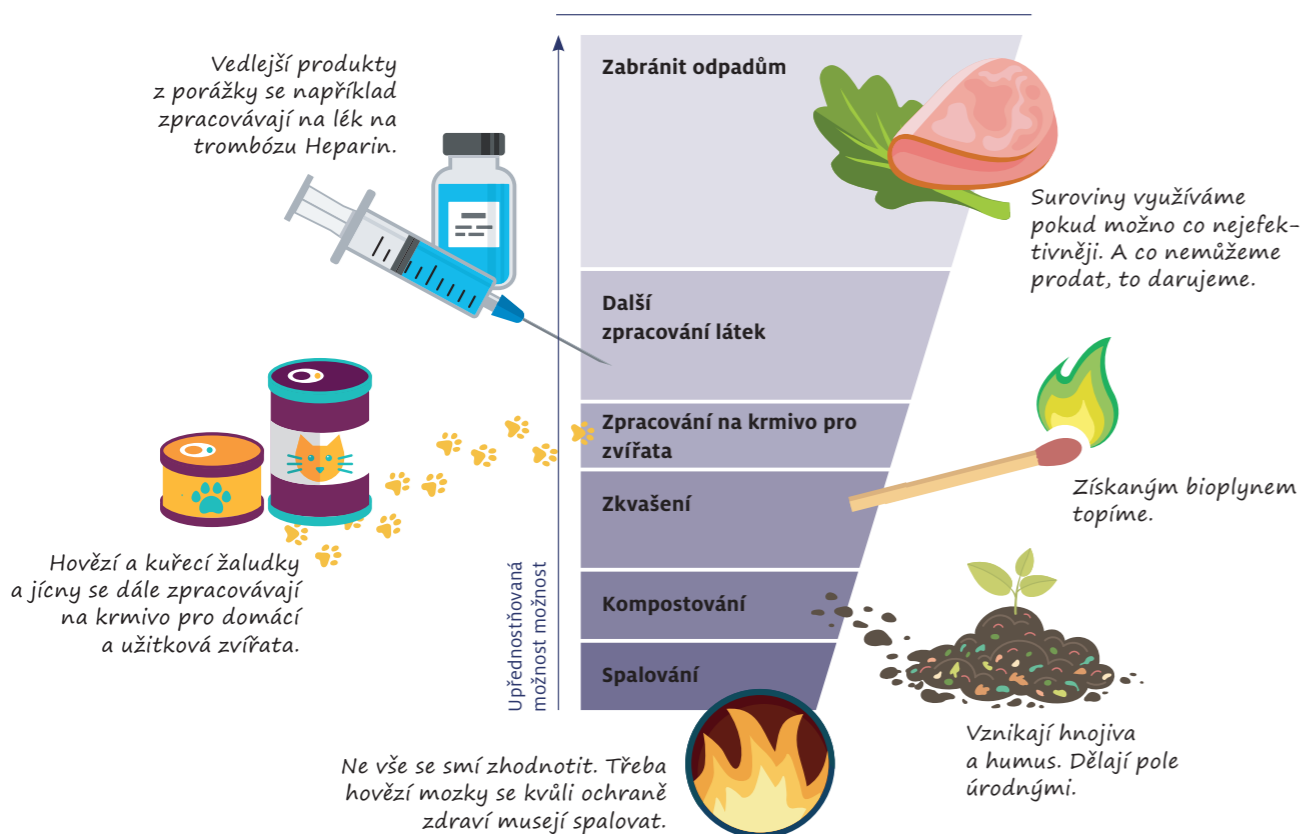 Vedlejší produkty
z porážky se například
zpracovávají na lék na
trombózu Heparin.
Zabránit odpadům
Suroviny využíváme
pokud možno co nejefek-
tivněji. A co nemůžeme
prodat, to darujeme.
Další
zpracování látek
Zpracování na krmivo pro
zvířata
Zkvašení
Získaným bioplynem
topíme.
Hovězí a kuřecí žaludky
a jícny se dále zpracovávají
na krmivo pro domácí
a užitková zvířata.
Upřednostňovaná
možnost možnost
Kompostování
Spalování
Vznikají hnojiva
a humus. Dělají pole
úrodnými.
Ne vše se smí zhodnotit. Třeba
hovězí mozky se kvůli ochraně
zdraví musejí spalovat.